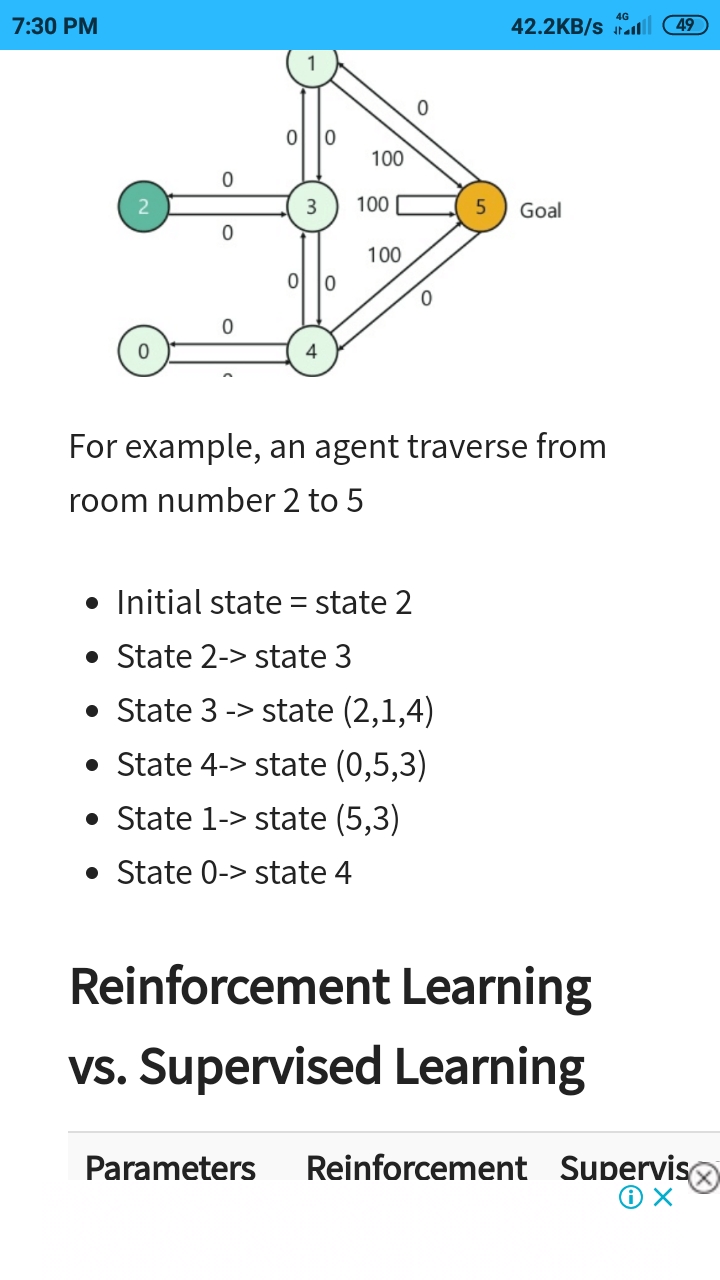 7:30 PM 42.2KB/s 4G 49
1
0
0 0
100
0
2 3 100 5 Goal
0
100
0 0
0
0
0 4
For example, an agent traverse from
room number 2 to 5
• Initial state = state 2
• State 2-> state 3
• State 3 -> state (2,1,4)
• State 4-> state (0,5,3)
• State 1-> state (5,3)
• State 0-> state 4
Reinforcement Learning
vs. Supervised Learning
Parameters Reinforcement Supervis